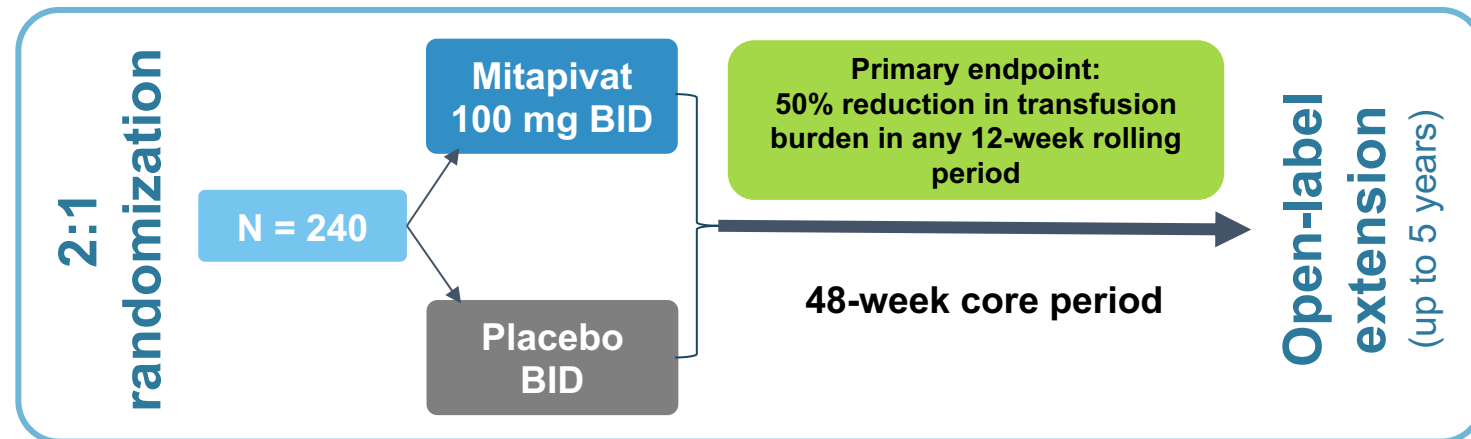 2:1
randomization
N = 240
Mitapivat
100 mg BID
Placebo
BID
Primary endpoint:
50% reduction in transfusion
burden in any 12-week rolling
period
48-week core period
Open-label
extension
(up to 5 years)